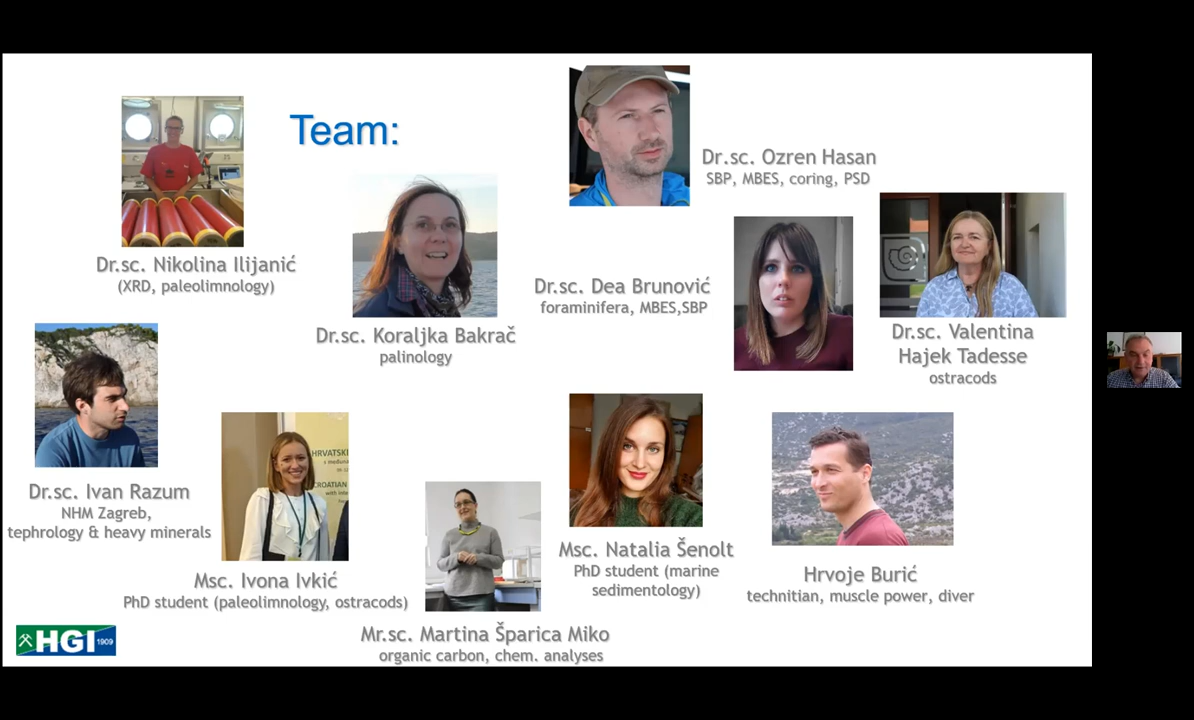 Team:
Dr.sc. Ozren Hasan
SBP, MBES, coring, PSD
Dr.sc. Nikolina Ilijanić
(XRD, paleolimnology)
Dr.sc. Koraljka Bakrač
palinology
Dr.sc. Dea Brunović
foraminifera, MBES,SBP
Dr.sc. Valentina
Hajek Tadesse
ostracods
Dr.sc. Ivan Razum
NHM Zagreb,
tephrology & heavy minerals
HRVATSKI
CROATIAN
Msc. Ivona Ivkić
PhD student (paleolimnology, ostracods)
Mr.sc. Martina Šparica Miko
organic carbon, chem. analyses
Msc. Natalia Šenolt
PhD student (marine
sedimentology)
Hrvoje Burić
technitian, muscle power, diver
HGI 1909